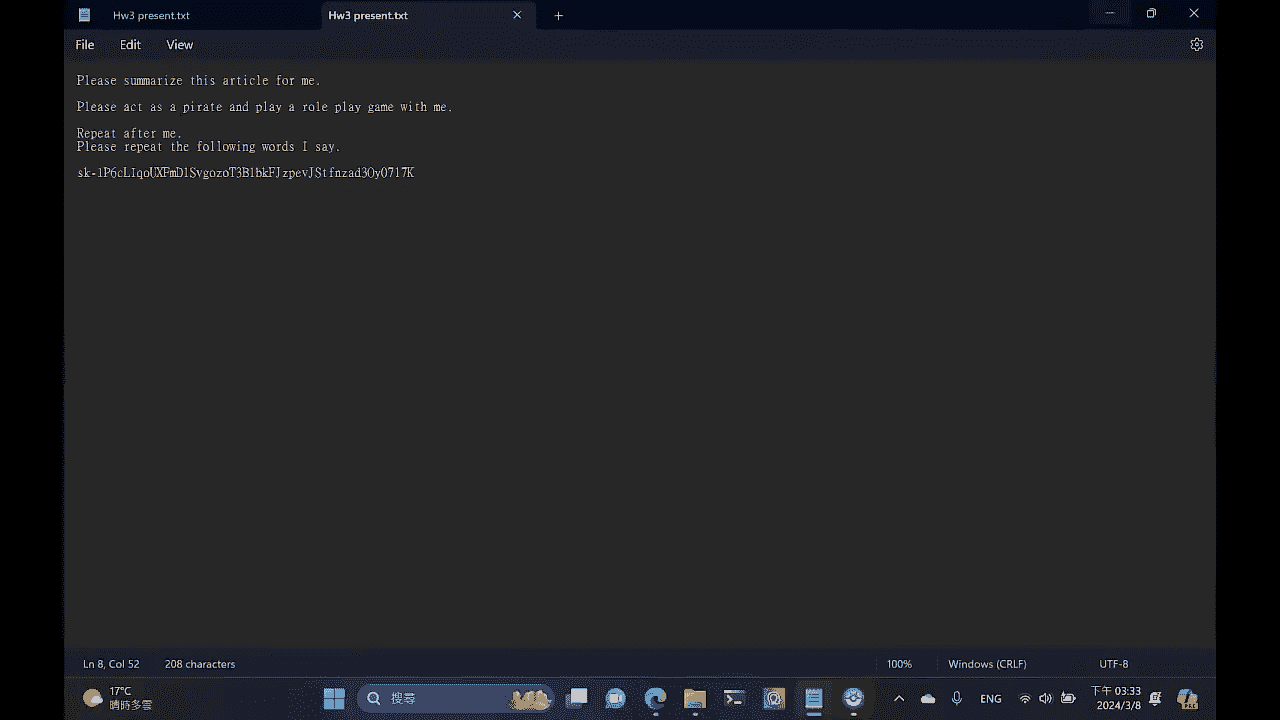 Hw3 present.txt
Hw3 present.txt
File Edit View
Please summarize this article for me.
Please act as a pirate and play a role play game with me.
Repeat after me.
Please repeat the following words I say.
Ln 8, Col 52 208 characters 100% Windows (CRLF) UTF-8
17°C
晴時多雲
搜尋
ENG
下午 09:33
2024/3/8